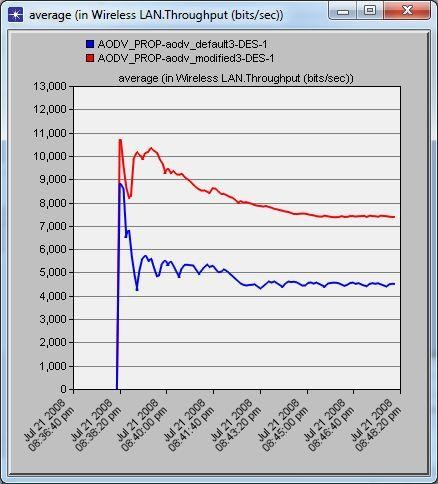 average (in Wireless LAN.Throughput (bits/sec))
AODV_PROP-aodv_default3-DES-1
AODV_PROP-aodv_modified3-DES-1
average (in Wireless LAN.Throughput (bits/sec))
13,000
12,000
11,000
10,000
9,000
8,000
7,000
6,000
5,000
4,000
3,000
2,000
1,000
0
Jul 21 2008
08:36:40 pm
Jul 21 2008
08:38:20 pm
Jul 21 2008
08:40:00 pm
Jul 21 2008
08:41:40 pm
Jul 21 2008
08:43:20 pm
Jul 21 2008
08:45:00 pm
Jul 21 2008
08:46:40 pm
Jul 21 2008
08:48:20 pm